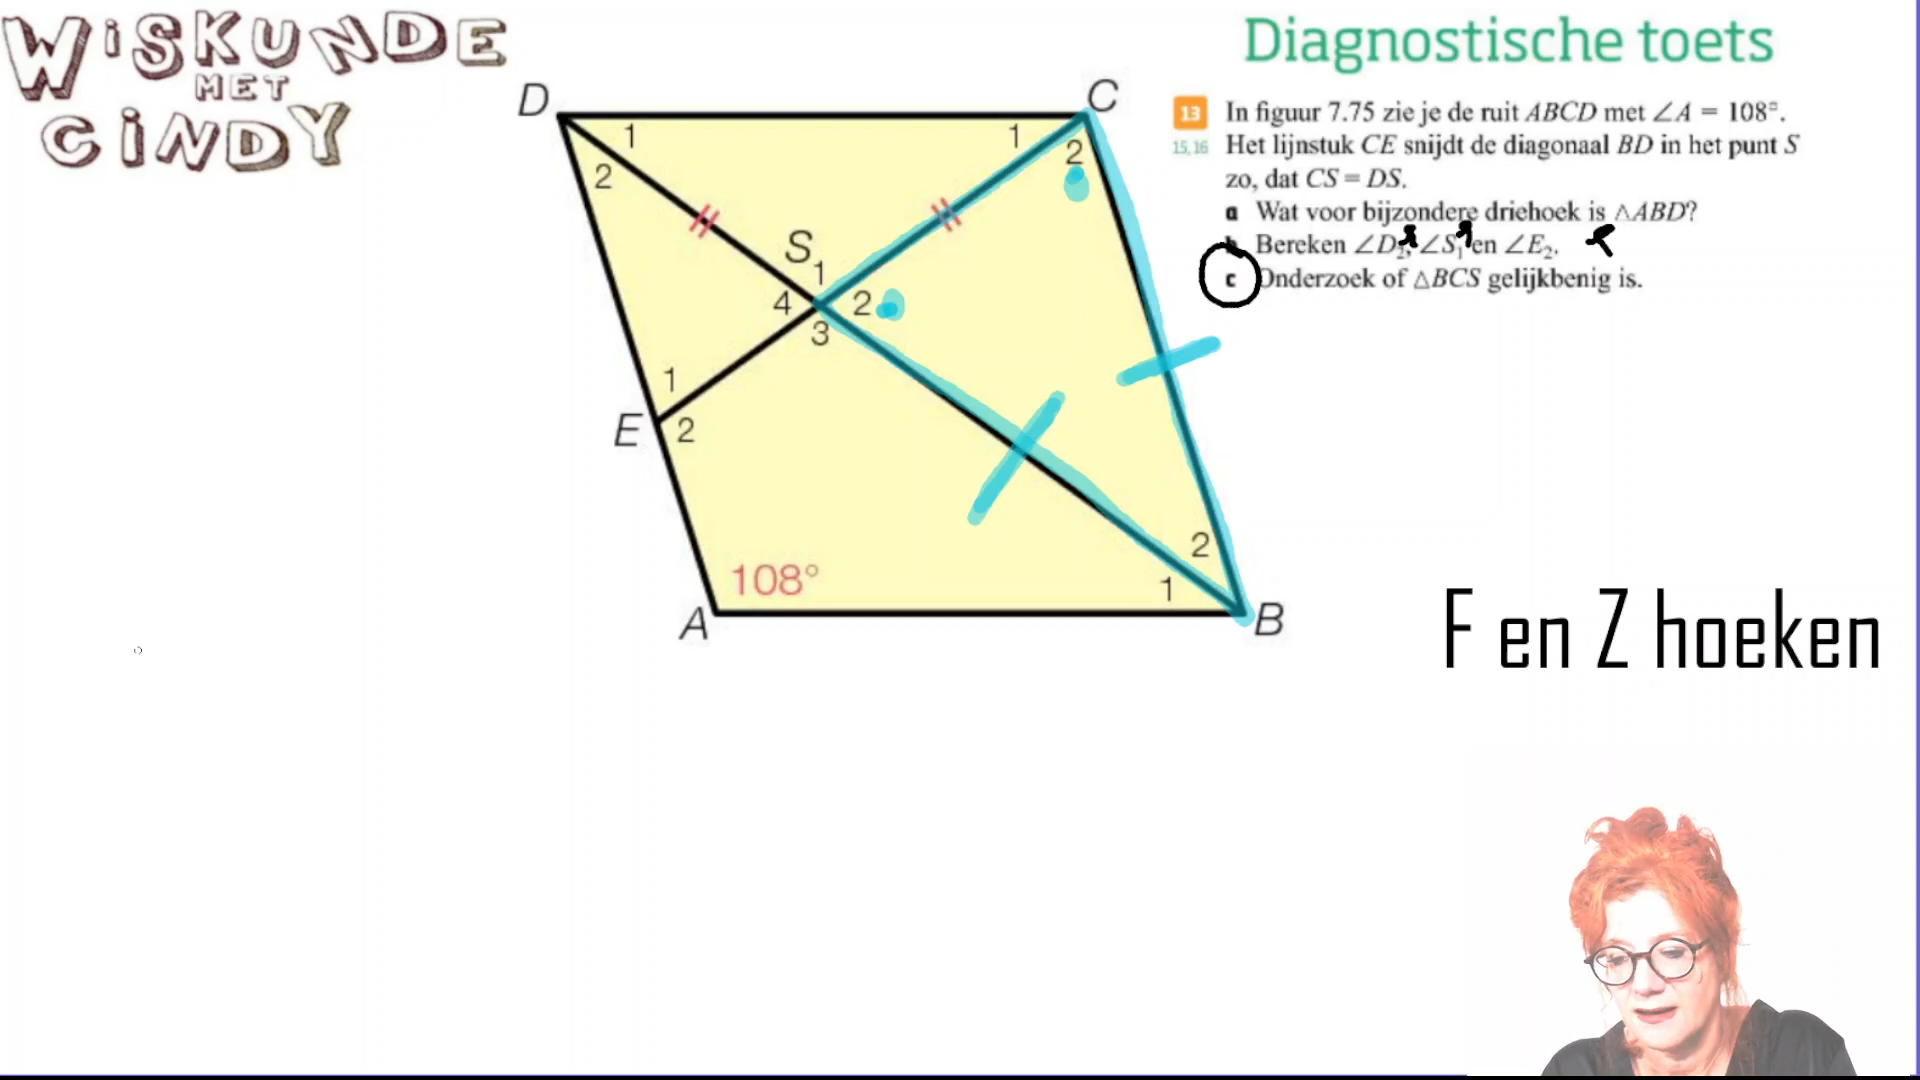 WiSKUNDE
MET
CiNDY
Diagnostische toets
13 In figuur 7.75 zie je de ruit ABCD met ∠A = 108°.
15, 16 Het lijnstuk CE snijdt de diagonaal BD in het punt S
zo, dat CS = DS.
a Wat voor bijzondere driehoek is △ABD?
b Bereken ∠D₂, ∠S₁ en ∠E₂.
c Onderzoek of △BCS gelijkbenig is.
D
C
1
1
2
2
S
1
4
2
3
1
E
2
2
108°
1
A
B
F en Z hoeken